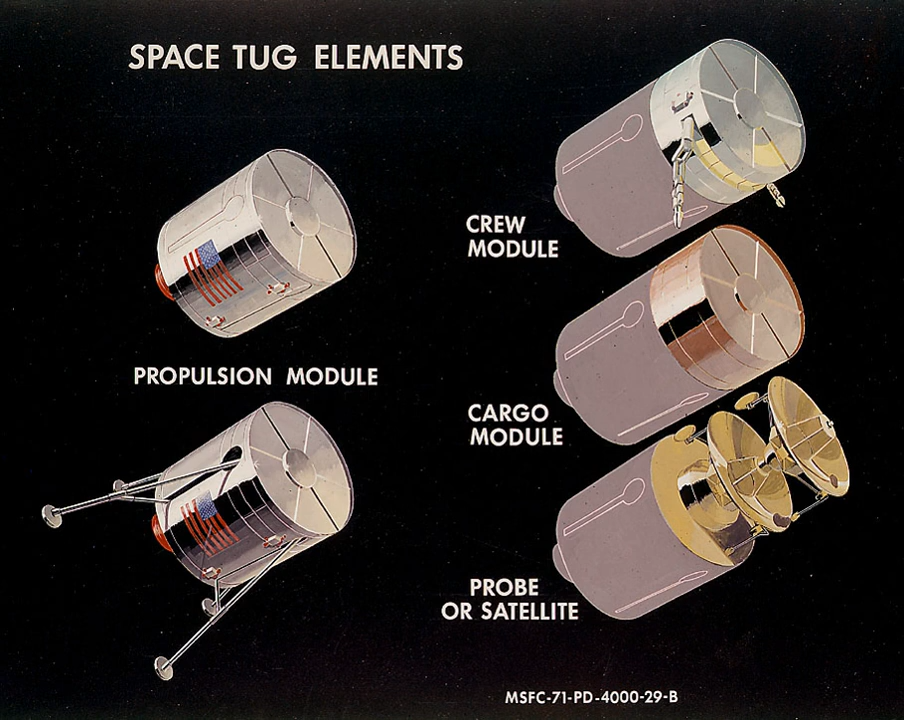 SPACE TUG ELEMENTS
CREW
MODULE
PROPULSION MODULE
CARGO
MODULE
PROBE
OR SATELLITE
MSFC-71-PD-4000-29-B